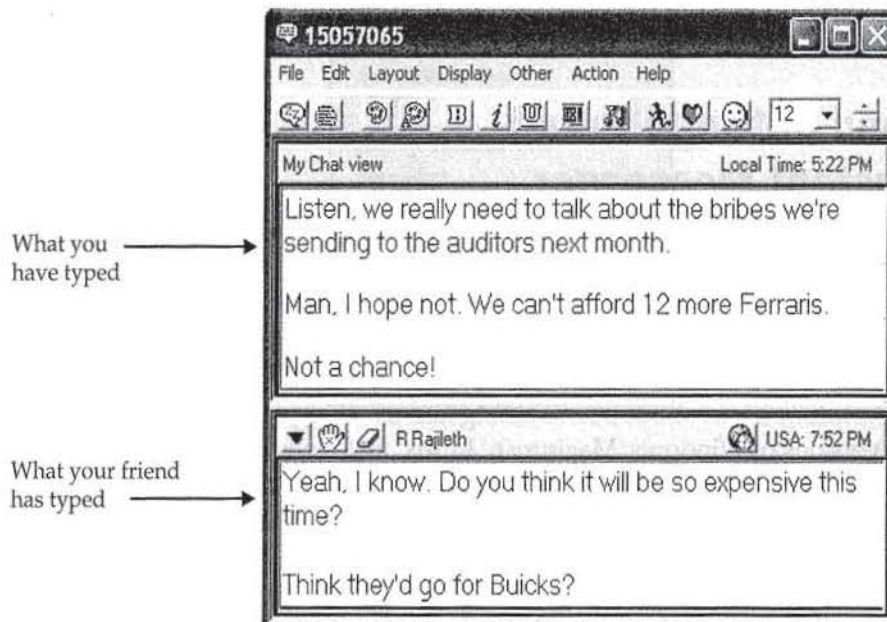 15057065
File Edit Layout Display Other Action Help
B i U 12
My Chat view Local Time: 5:22 PM
Listen, we really need to talk about the bribes we're
sending to the auditors next month.
Man, I hope not. We can't afford 12 more Ferraris.
Not a chance!
What you
have typed
R Rajleth USA: 7:52 PM
Yeah, I know. Do you think it will be so expensive this
time?
Think they'd go for Buicks?
What your friend
has typed